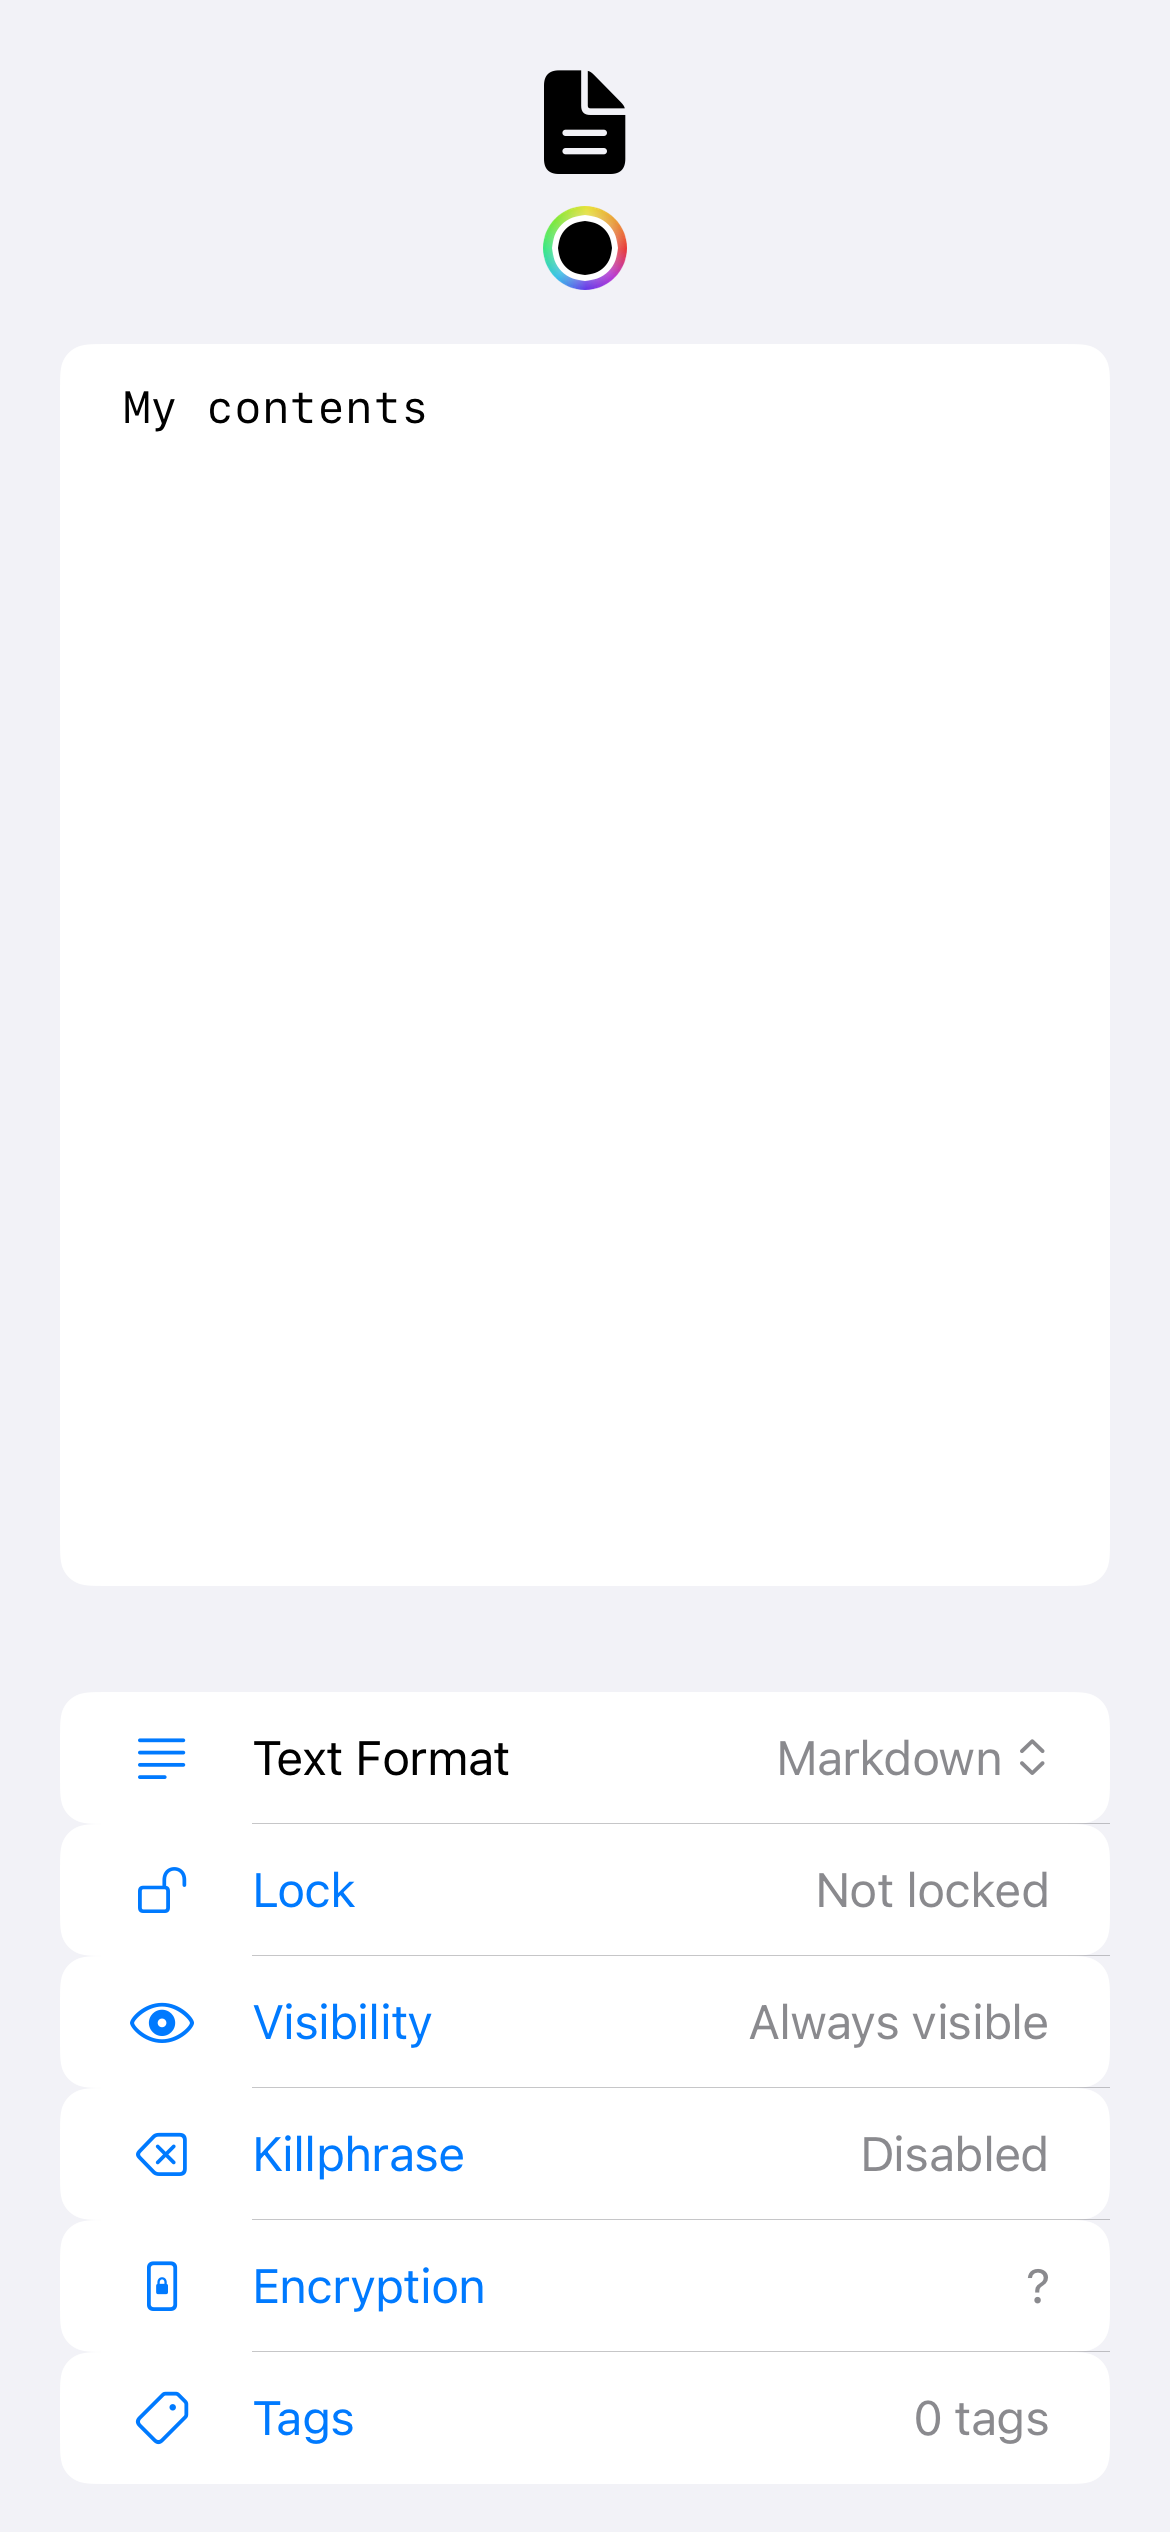 My contents
Text Format Markdown
Lock Not locked
Visibility Always visible
Killphrase Disabled
Encryption ?
Tags 0 tags